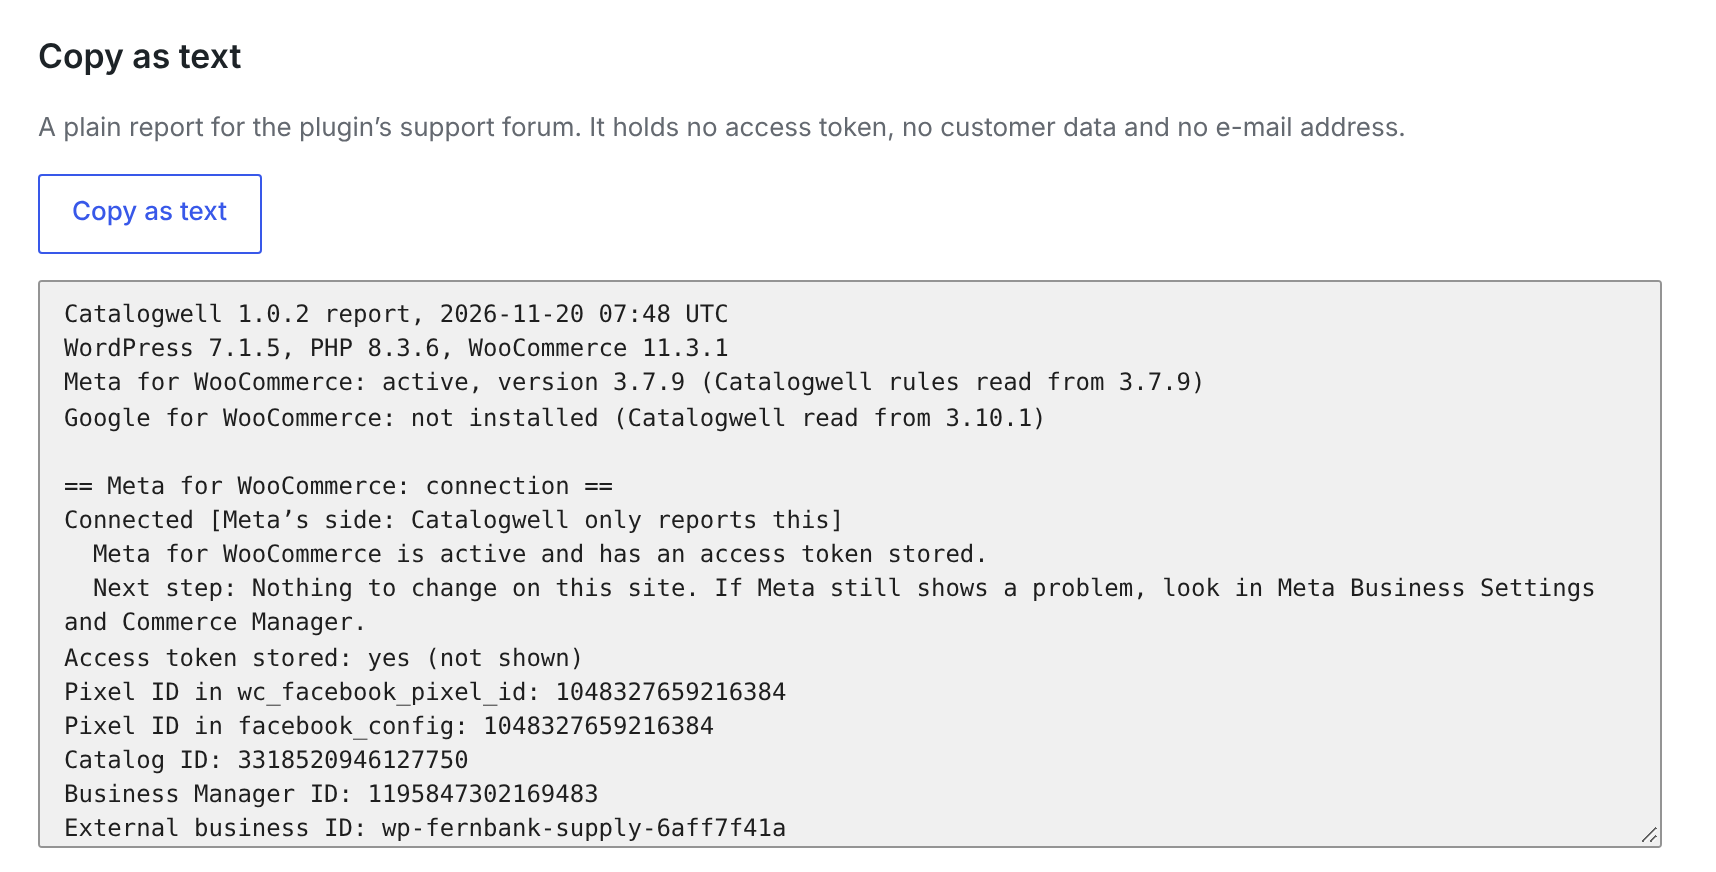 Copy as text
A plain report for the plugin’s support forum. It holds no access token, no customer data and no e-mail address.
Copy as text
Catalogwell 1.0.2 report, 2026-11-20 07:48 UTC
WordPress 7.1.5, PHP 8.3.6, WooCommerce 11.3.1
Meta for WooCommerce: active, version 3.7.9 (Catalogwell rules read from 3.7.9)
Google for WooCommerce: not installed (Catalogwell read from 3.10.1)

== Meta for WooCommerce: connection ==
Connected [Meta’s side: Catalogwell only reports this]
  Meta for WooCommerce is active and has an access token stored.
  Next step: Nothing to change on this site. If Meta still shows a problem, look in Meta Business Settings
and Commerce Manager.
Access token stored: yes (not shown)
Pixel ID in wc_facebook_pixel_id: 1048327659216384
Pixel ID in facebook_config: 1048327659216384
Catalog ID: 3318520946127750
Business Manager ID: 1195847302169483
External business ID: wp-fernbank-supply-6aff7f41a